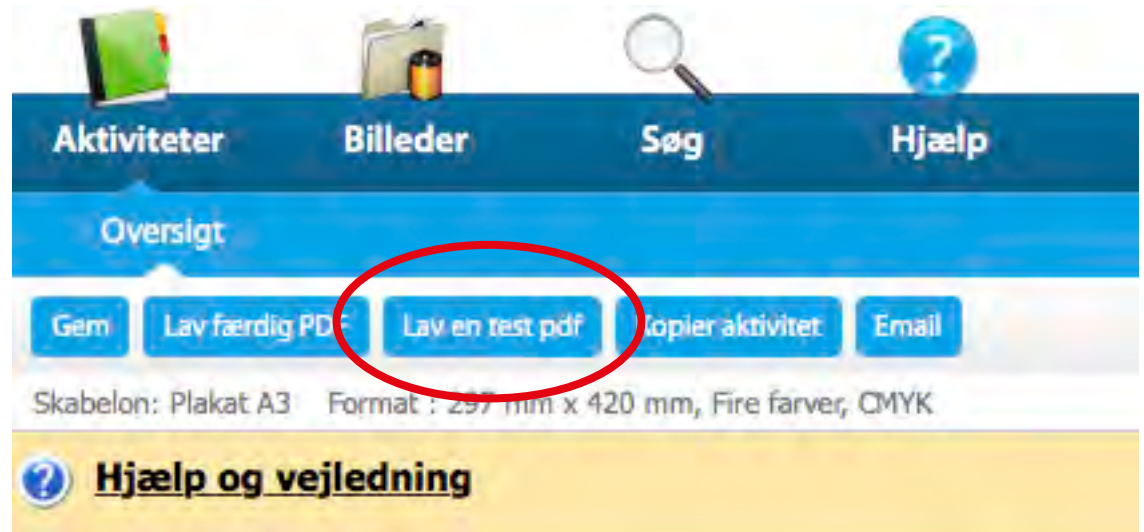 Aktiviteter Billeder Søg Hjælp
Oversigt
Gem Lav færdig PDF Lav en test pdf Kopier aktivitet Email
Skabelon: Plakat A3 Format : 297 mm x 420 mm, Fire farver, CMYK
Hjælp og vejledning